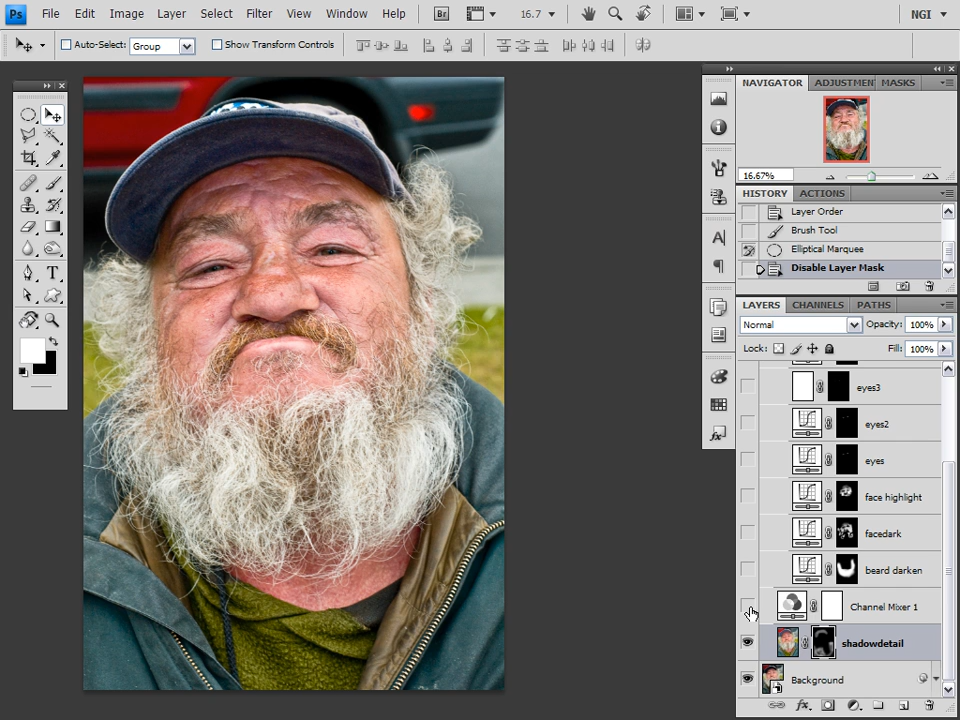 Ps File Edit Image Layer Select Filter View Window Help Br 16.7 NGI
Auto-Select: Group Show Transform Controls
NAVIGATOR ADJUSTMEN MASKS
16.67%
HISTORY ACTIONS
Layer Order
Brush Tool
Elliptical Marquee
Disable Layer Mask
LAYERS CHANNELS PATHS
Normal Opacity: 100%
Lock: Fill: 100%
eyes3
eyes2
eyes
face highlight
facedark
beard darken
Channel Mixer 1
shadowdetail
Background
fx.